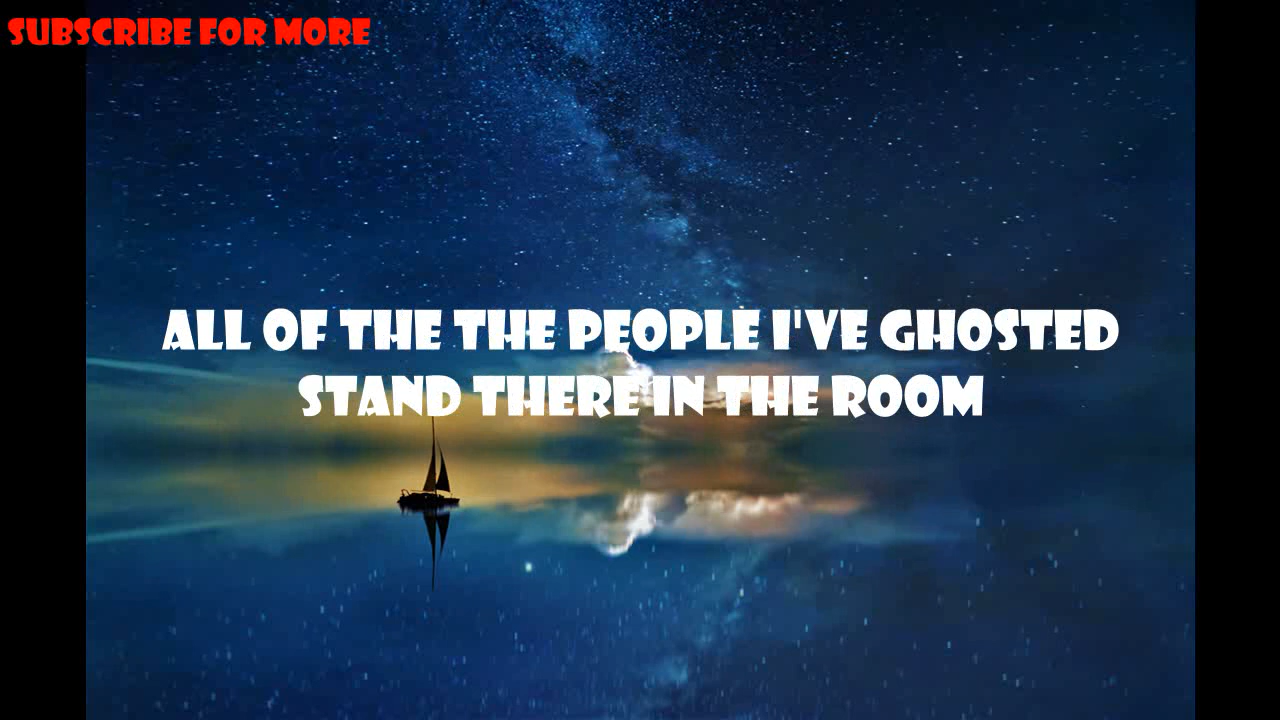 SUBSCRIBE FOR MORE
ALL OF THE THE PEOPLE I'VE GHOSTED
STAND THERE IN THE ROOM